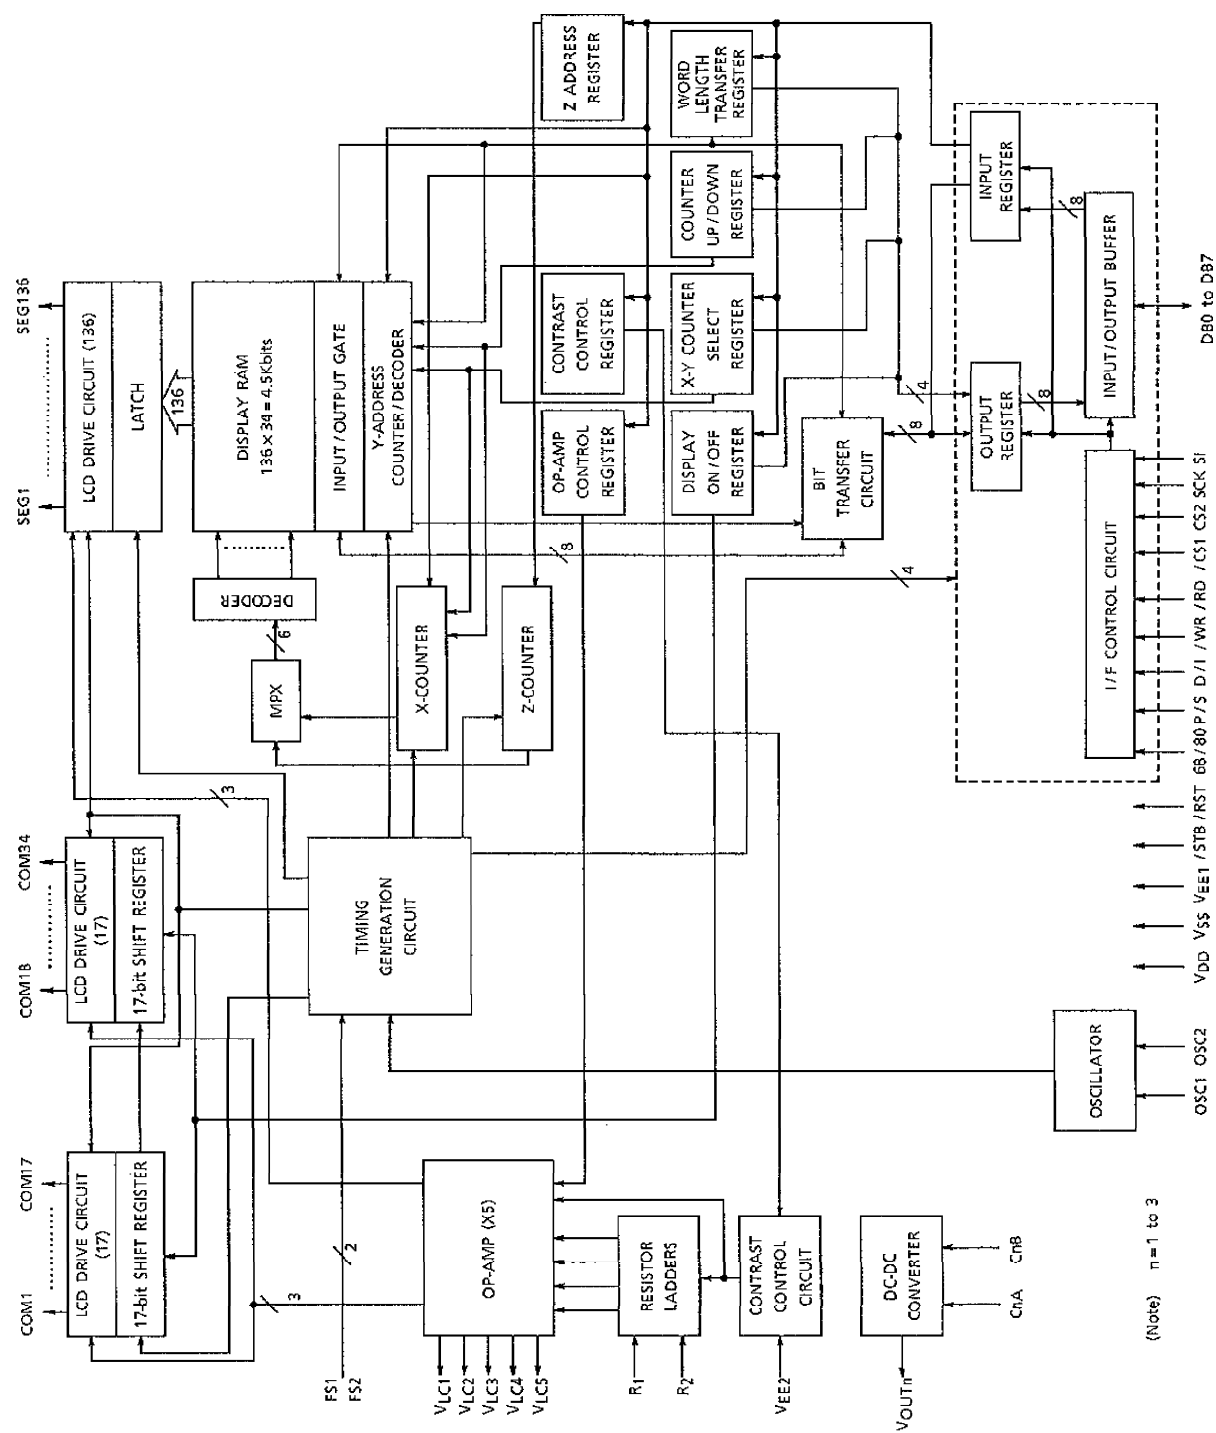 COM1
COM17
COM18
COM34
SEG1
SEG136
LCD DRIVE CIRCUIT
(17)
17-bit SHIFT REGISTER
LCD DRIVE CIRCUIT
(17)
17-bit SHIFT REGISTER
LCD DRIVE CIRCUIT (136)
LATCH
136
3
3
DISPLAY RAM
136×34=4.5Kbits
INPUT/OUTPUT GATE
Y-ADDRESS
COUNTER/DECODER
DECODER
6
MPX
X-COUNTER
Z-COUNTER
8
FS1
FS2
2
TIMING
GENERATION
CIRCUIT
OP-AMP (X5)
VLC1
VLC2
VLC3
VLC4
VLC5
Z ADDRESS
REGISTER
CONTRAST
CONTROL
REGISTER
OP-AMP
CONTROL
REGISTER
WORD
LENGTH
TRANSFER
REGISTER
COUNTER
UP/DOWN
REGISTER
X-Y COUNTER
SELECT
REGISTER
DISPLAY
ON/OFF
REGISTER
R1
R2
RESISTOR
LADDERS
VEE2
CONTRAST
CONTROL
CIRCUIT
BIT
TRANSFER
CIRCUIT
8
4
4
VOUTn
DC-DC
CONVERTER
CnA
CnB
INPUT
REGISTER
OUTPUT
REGISTER
8
8
INPUT/OUTPUT BUFFER
I/F CONTROL CIRCUIT
OSCILLATOR
OSC1
OSC2
VDD
VSS
VEE1
/STB
/RST
68/80
P/S
D/I
/WR
/RD
/CS1
CS2
SCK
SI
DB0 to DB7
(Note) n=1 to 3